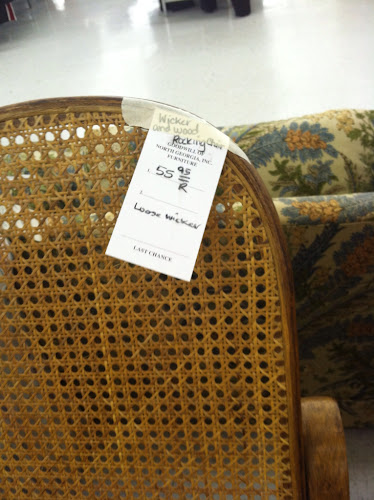 Wicker
and wood
Rocking Chair
GOODWILL OF
NORTH GEORGIA, INC.
FURNITURE
$ 55 95
R
Loose wicker
LAST CHANCE